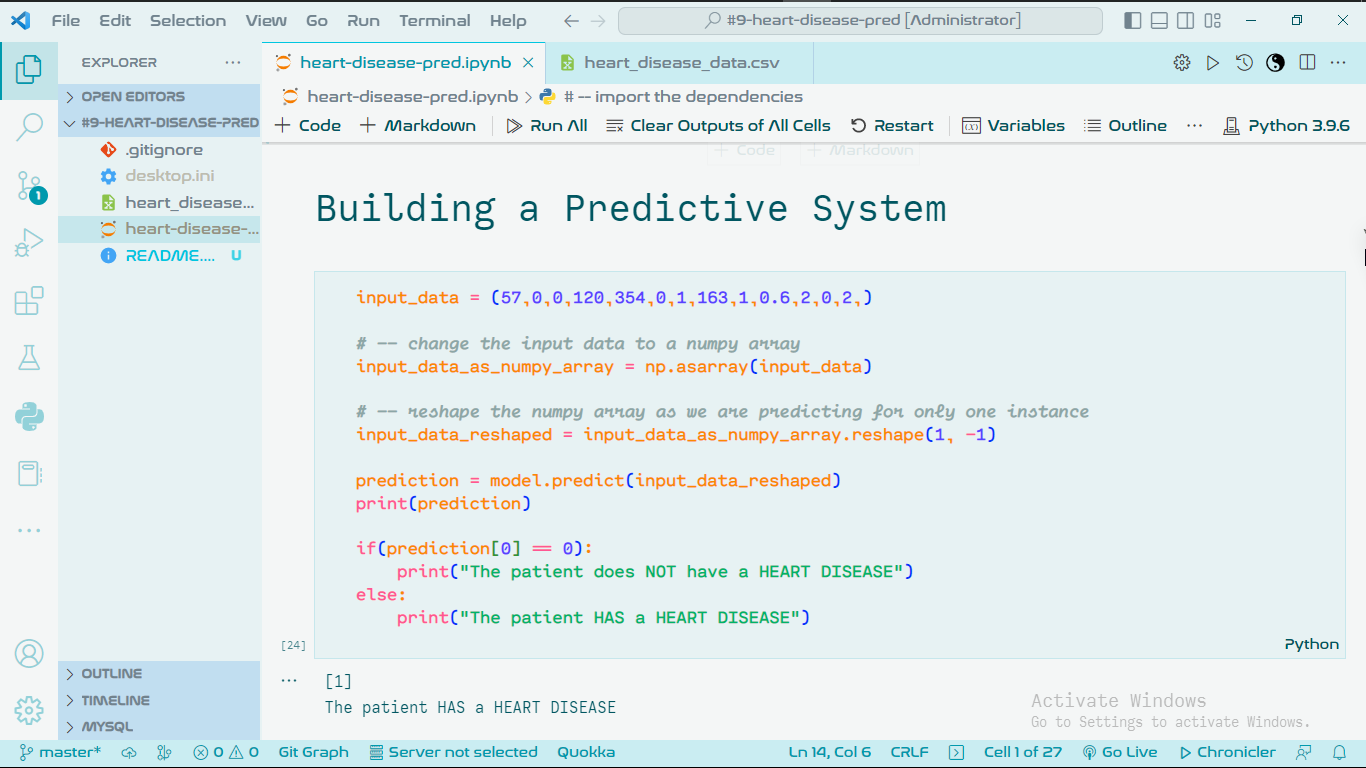 File Edit Selection View Go Run Terminal Help #9-heart-disease-pred [Administrator]
EXPLORER
OPEN EDITORS
#9-HEART-DISEASE-PRED
.gitignore
desktop.ini
heart_disease...
heart-disease-...
README.... U
OUTLINE
TIMELINE
MYSQL
1
heart-disease-pred.ipynb heart_disease_data.csv
heart-disease-pred.ipynb > # -- import the dependencies
+ Code + Markdown Run All Clear Outputs of All Cells Restart Variables Outline ... Python 3.9.6
+ Code + Markdown
Building a Predictive System
input_data = (57,0,0,120,354,0,1,163,1,0.6,2,0,2,)
# -- change the input data to a numpy array
input_data_as_numpy_array = np.asarray(input_data)
# -- reshape the numpy array as we are predicting for only one instance
input_data_reshaped = input_data_as_numpy_array.reshape(1, -1)
prediction = model.predict(input_data_reshaped)
print(prediction)
if(prediction[0] == 0):
    print("The patient does NOT have a HEART DISEASE")
else:
    print("The patient HAS a HEART DISEASE")
[24]
Python
... [1]
The patient HAS a HEART DISEASE
Activate Windows
Go to Settings to activate Windows.
master* 0 0 Git Graph Server not selected Quokka Ln 14, Col 6 CRLF Cell 1 of 27 Go Live Chronicler